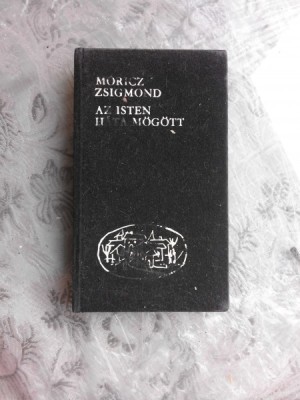 MÓRICZ
ZSIGMOND
AZ ISTEN
HÁTA MÖGÖTT